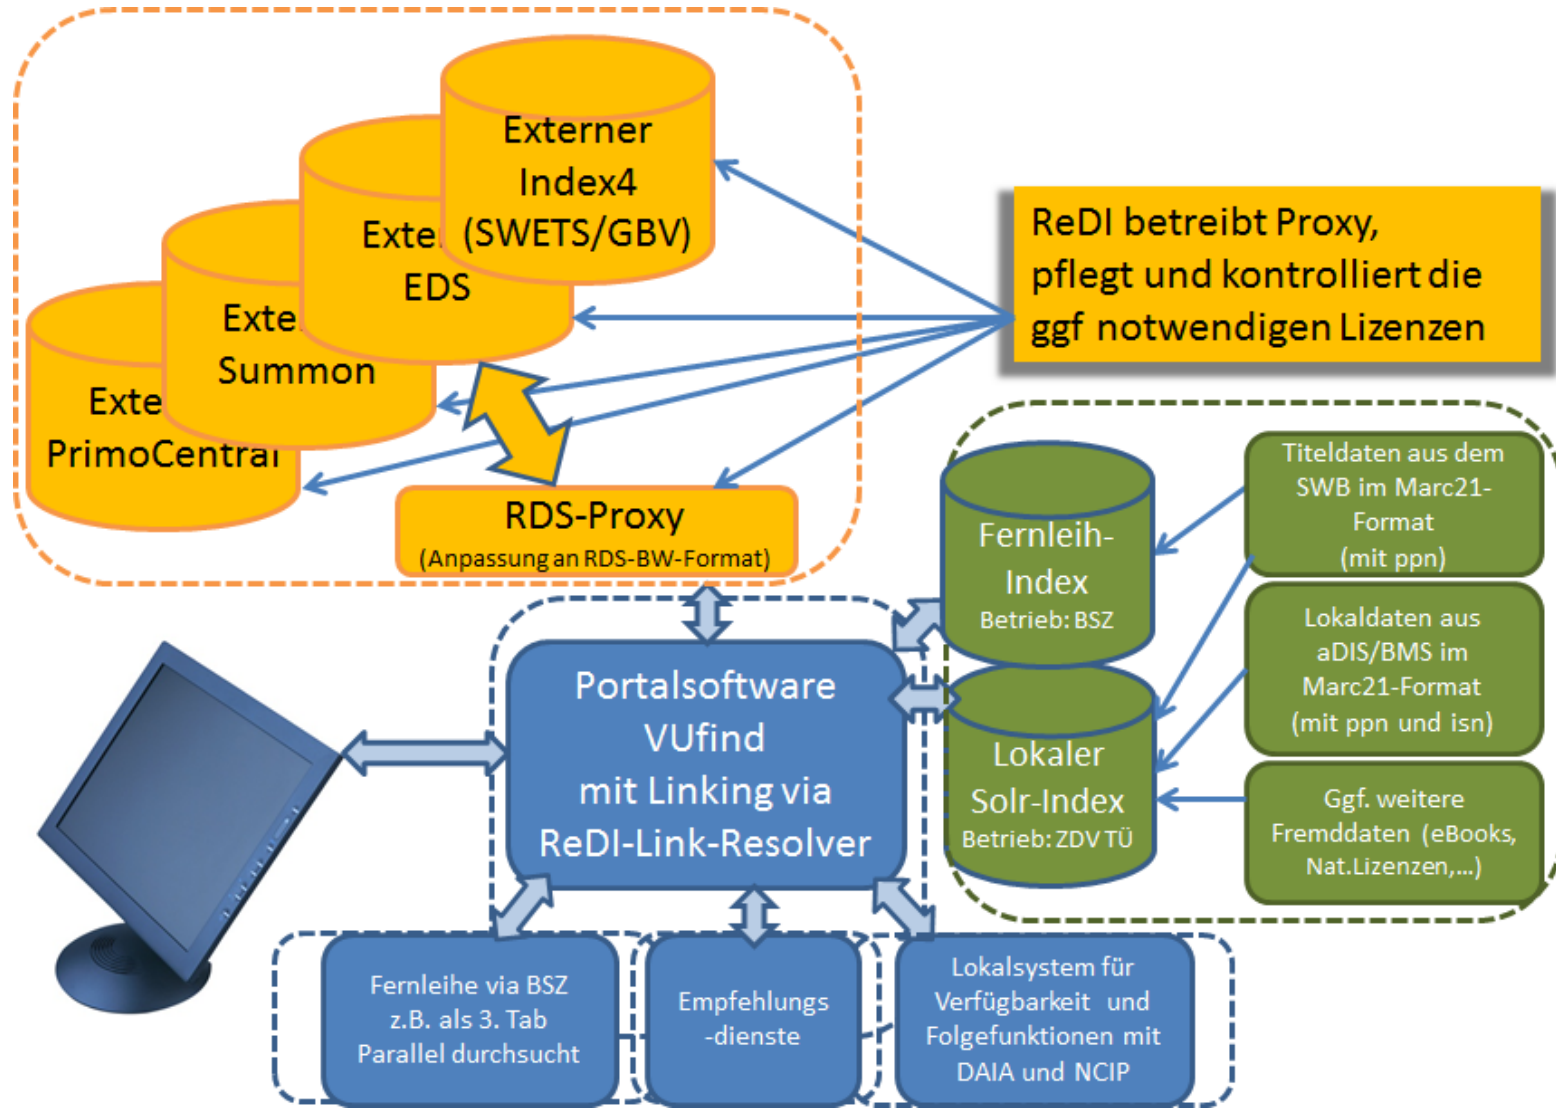 Externer
Index4
(SWETS/GBV)
Exter
EDS
Exte
Summon
Exte
PrimoCentral
ReDI betreibt Proxy,
pflegt und kontrolliert die
ggf notwendigen Lizenzen
RDS-Proxy
(Anpassung an RDS-BW-Format)
Fernleih-
Index
Betrieb: BSZ
Titeldaten aus dem
SWB im Marc21-
Format
(mit ppn)
Lokaldaten aus
aDIS/BMS im
Marc21-Format
(mit ppn und isn)
Portalsoftware
VUfind
mit Linking via
ReDI-Link-Resolver
Lokaler
Solr-Index
Betrieb: ZDV TÜ
Ggf. weitere
Fremddaten (eBooks,
Nat.Lizenzen,...)
Fernleihe via BSZ
z.B. als 3. Tab
Parallel durchsucht
Empfehlungs
-dienste
Lokalsystem für
Verfügbarkeit und
Folgefunktionen mit
DAIA und NCIP